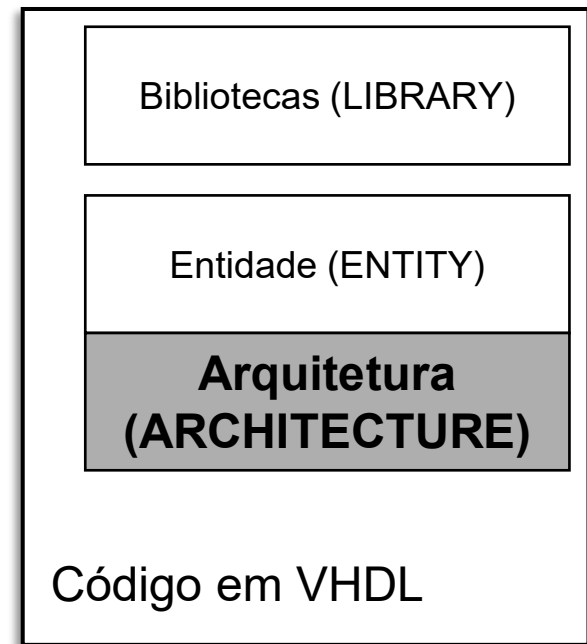 Bibliotecas (LIBRARY)
Entidade (ENTITY)
Arquitetura
(ARCHITECTURE)
Código em VHDL